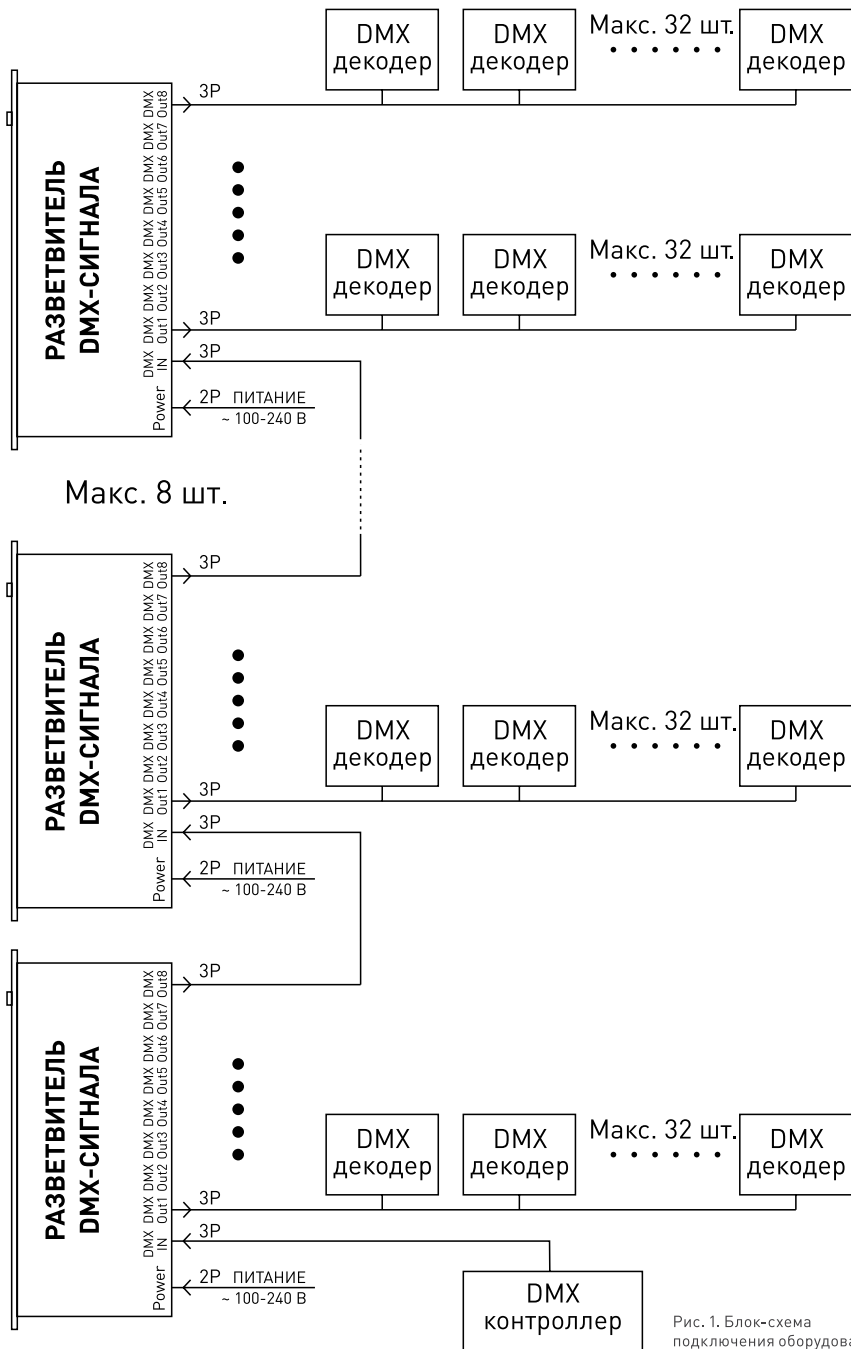 DMX
декодер
DMX
декодер
Макс. 32 шт.
DMX
декодер
РАЗВЕТВИТЕЛЬ
DMX-СИГНАЛА
DMX DMX DMX DMX DMX DMX DMX DMX DMX
IN Out1 Out2 Out3 Out4 Out5 Out6 Out7 Out8
Power
3P
DMX
декодер
DMX
декодер
Макс. 32 шт.
DMX
декодер
3P
3P
2P ПИТАНИЕ
~ 100-240 В
Макс. 8 шт.
РАЗВЕТВИТЕЛЬ
DMX-СИГНАЛА
DMX DMX DMX DMX DMX DMX DMX DMX DMX
IN Out1 Out2 Out3 Out4 Out5 Out6 Out7 Out8
Power
3P
DMX
декодер
DMX
декодер
Макс. 32 шт.
DMX
декодер
3P
3P
2P ПИТАНИЕ
~ 100-240 В
РАЗВЕТВИТЕЛЬ
DMX-СИГНАЛА
DMX DMX DMX DMX DMX DMX DMX DMX DMX
IN Out1 Out2 Out3 Out4 Out5 Out6 Out7 Out8
Power
3P
DMX
декодер
DMX
декодер
Макс. 32 шт.
DMX
декодер
3P
3P
2P ПИТАНИЕ
~ 100-240 В
DMX
контроллер
Рис. 1. Блок-схема
подключения